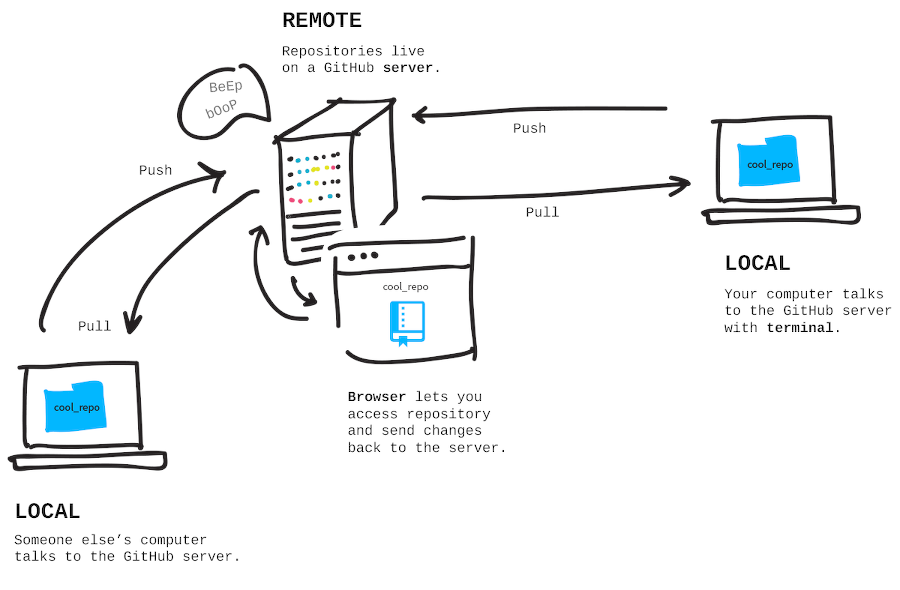 REMOTE
Repositories live
on a GitHub server.
BeEp
bOoP
Push
Pull
cool_repo
LOCAL
Your computer talks
to the GitHub server
with terminal.
Push
Pull
cool_repo
Browser lets you
access repository
and send changes
back to the server.
cool_repo
LOCAL
Someone else’s computer
talks to the GitHub server.